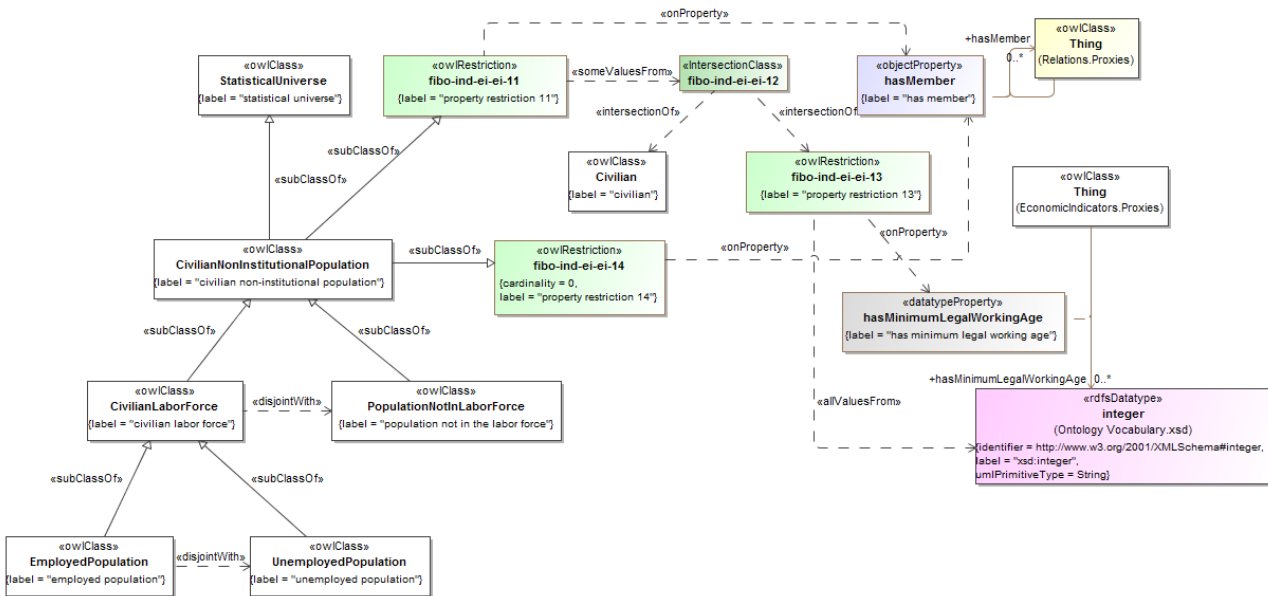 «onProperty»
«owlClass»
StatisticalUniverse
{label = "statistical universe"}
«owlRestriction»
fibo-ind-ei-ei-11
{label = "property restriction 11"}
«someValuesFrom»
«IntersectionClass»
fibo-ind-ei-ei-12
«objectProperty»
hasMember
{label = "has member"}
+hasMember
0..*
«owlClass»
Thing
(Relations.Proxies)
«intersectionOf»
«intersectionOf»
«subClassOf»
«subClassOf»
«owlClass»
Civilian
{label = "civilian"}
«owlRestriction»
fibo-ind-ei-ei-13
{label = "property restriction 13"}
«owlClass»
Thing
(EconomicIndicators.Proxies)
«owlClass»
CivilianNonInstitutionalPopulation
{label = "civilian non-institutional population"}
«subClassOf»
«owlRestriction»
fibo-ind-ei-ei-14
{cardinality = 0,
label = "property restriction 14"}
«onProperty»
«onProperty»
«datatypeProperty»
hasMinimumLegalWorkingAge
{label = "has minimum legal working age"}
«subClassOf»
«subClassOf»
«owlClass»
CivilianLaborForce
{label = "civilian labor force"}
«disjointWith»
«owlClass»
PopulationNotInLaborForce
{label = "population not in the labor force"}
«allValuesFrom»
+hasMinimumLegalWorkingAge
0..*
«rdfsDatatype»
integer
(Ontology Vocabulary.xsd)
{identifier = http://www.w3.org/2001/XMLSchema#integer,
label = "xsd:integer",
umlPrimitiveType = String}
«subClassOf»
«subClassOf»
«owlClass»
EmployedPopulation
{label = "employed population"}
«disjointWith»
«owlClass»
UnemployedPopulation
{label = "unemployed population"}